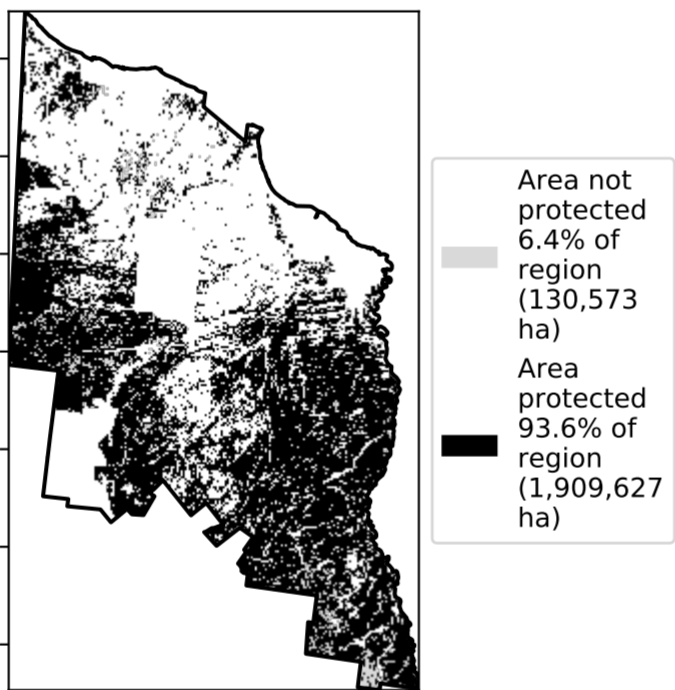 Area not
protected
6.4% of
region
(130,573
ha)
Area
protected
93.6% of
region
(1,909,627
ha)